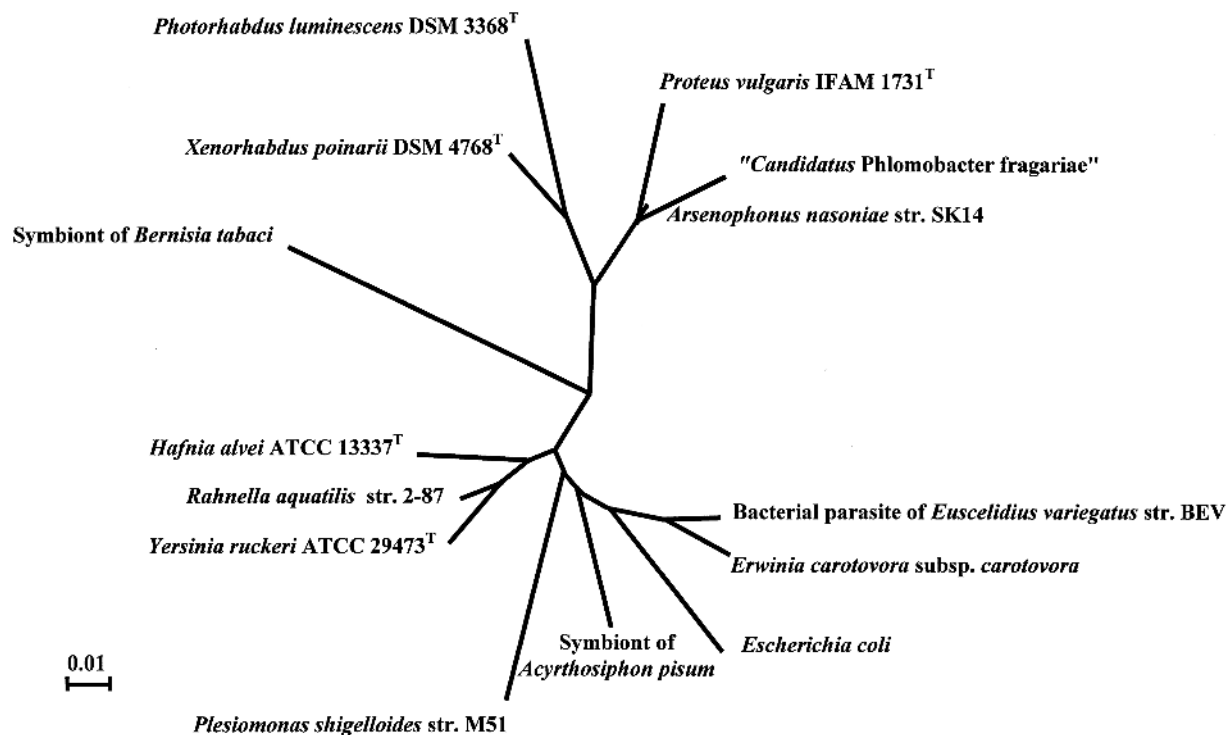 Photorhabdus luminescens DSM 3368T
Proteus vulgaris IFAM 1731T
Xenorhabdus poinarii DSM 4768T
"Candidatus Phlomobacter fragariae"
Arsenophonus nasoniae str. SK14
Symbiont of Bernisia tabaci
Hafnia alvei ATCC 13337T
Rahnella aquatilis str. 2-87
Yersinia ruckeri ATCC 29473T
Bacterial parasite of Euscelidius variegatus str. BEV
Erwinia carotovora subsp. carotovora
Symbiont of
Acyrthosiphon pisum
Escherichia coli
0.01
Plesiomonas shigelloides str. M51